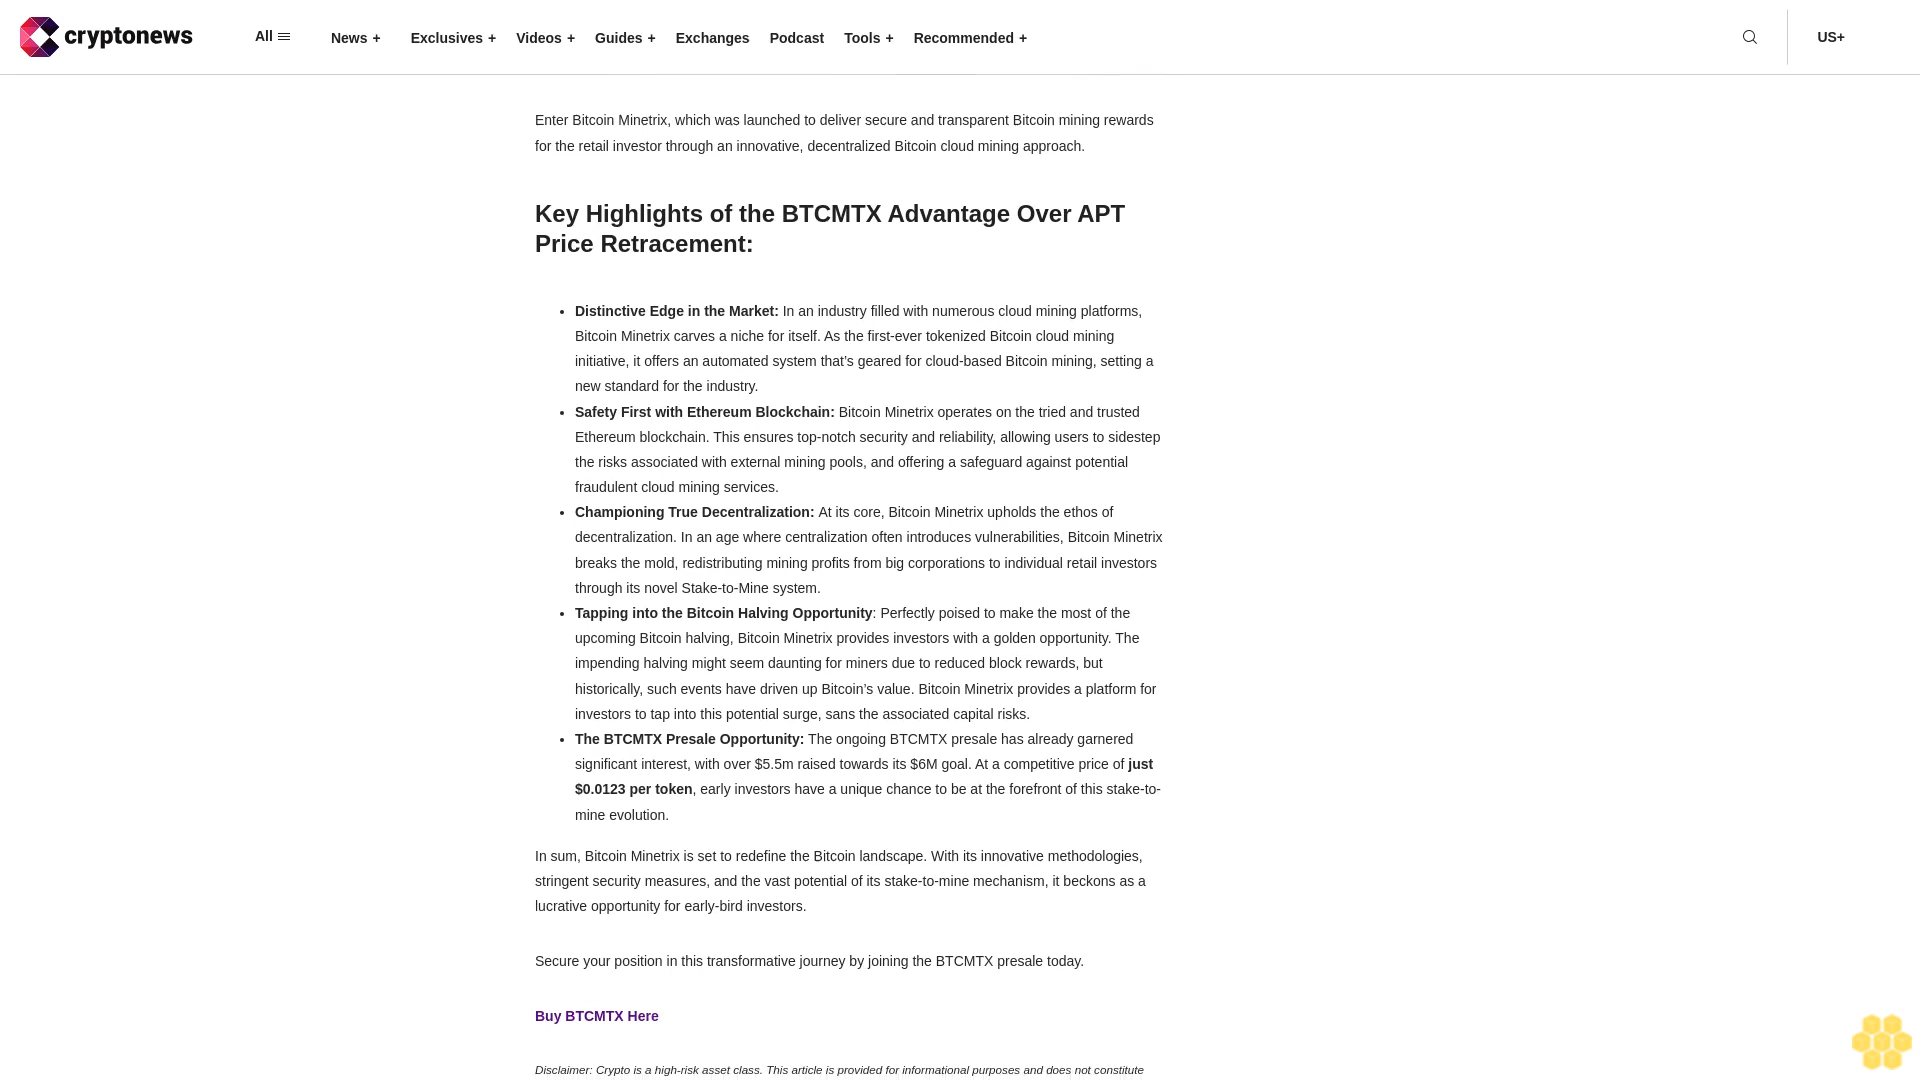 cryptonews
All
News +
Exclusives +
Videos +
Guides +
Exchanges
Podcast
Tools +
Recommended +
US+
Enter Bitcoin Minetrix, which was launched to deliver secure and transparent Bitcoin mining rewards
for the retail investor through an innovative, decentralized Bitcoin cloud mining approach.
Key Highlights of the BTCMTX Advantage Over APT
Price Retracement:
• Distinctive Edge in the Market: In an industry filled with numerous cloud mining platforms,
Bitcoin Minetrix carves a niche for itself. As the first-ever tokenized Bitcoin cloud mining
initiative, it offers an automated system that’s geared for cloud-based Bitcoin mining, setting a
new standard for the industry.
• Safety First with Ethereum Blockchain: Bitcoin Minetrix operates on the tried and trusted
Ethereum blockchain. This ensures top-notch security and reliability, allowing users to sidestep
the risks associated with external mining pools, and offering a safeguard against potential
fraudulent cloud mining services.
• Championing True Decentralization: At its core, Bitcoin Minetrix upholds the ethos of
decentralization. In an age where centralization often introduces vulnerabilities, Bitcoin Minetrix
breaks the mold, redistributing mining profits from big corporations to individual retail investors
through its novel Stake-to-Mine system.
• Tapping into the Bitcoin Halving Opportunity: Perfectly poised to make the most of the
upcoming Bitcoin halving, Bitcoin Minetrix provides investors with a golden opportunity. The
impending halving might seem daunting for miners due to reduced block rewards, but
historically, such events have driven up Bitcoin’s value. Bitcoin Minetrix provides a platform for
investors to tap into this potential surge, sans the associated capital risks.
• The BTCMTX Presale Opportunity: The ongoing BTCMTX presale has already garnered
significant interest, with over $5.5m raised towards its $6M goal. At a competitive price of just
$0.0123 per token, early investors have a unique chance to be at the forefront of this stake-to-
mine evolution.
In sum, Bitcoin Minetrix is set to redefine the Bitcoin landscape. With its innovative methodologies,
stringent security measures, and the vast potential of its stake-to-mine mechanism, it beckons as a
lucrative opportunity for early-bird investors.
Secure your position in this transformative journey by joining the BTCMTX presale today.
Buy BTCMTX Here
Disclaimer: Crypto is a high-risk asset class. This article is provided for informational purposes and does not constitute